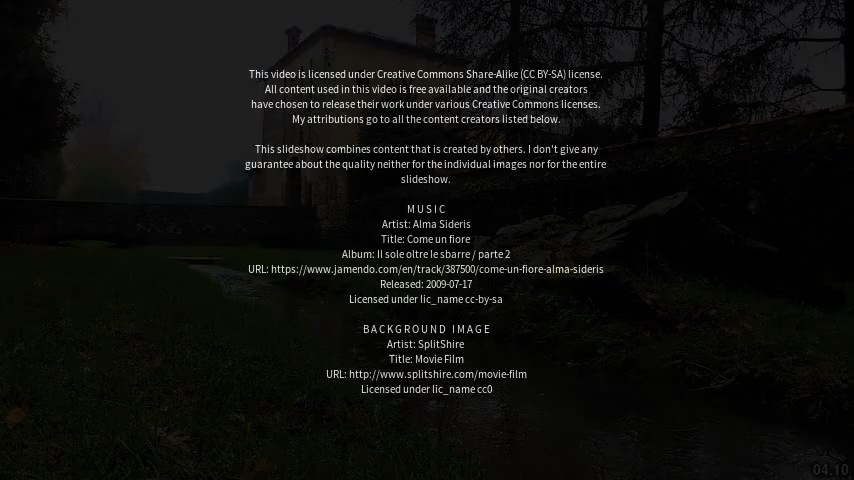 This video is licensed under Creative Commons Share-Alike (CC BY-SA) license.
All content used in this video is free available and the original creators
have chosen to release their work under various Creative Commons licenses.
My attributions go to all the content creators listed below.
This slideshow combines content that is created by others. I don't give any
guarantee about the quality neither for the individual images nor for the entire
slideshow.
MUSIC
Artist: Alma Sideris
Title: Come un fiore
Album: Il sole oltre le sbarre / parte 2
URL: https://www.jamendo.com/en/track/387500/come-un-fiore-alma-sideris
Released: 2009-07-17
Licensed under lic_name cc-by-sa
BACKGROUND IMAGE
Artist: SplitShire
Title: Movie Film
URL: http://www.splitshire.com/movie-film
Licensed under lic_name cc0
04.10